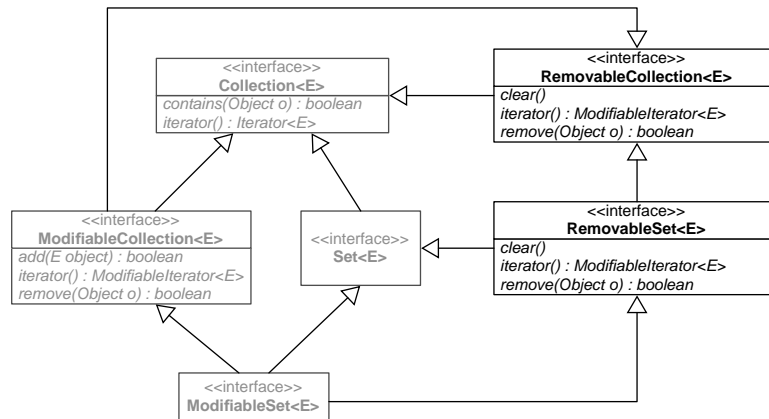 <<interface>>
Collection<E>
contains(Object o) : boolean
iterator() : Iterator<E>
<<interface>>
RemovableCollection<E>
clear()
iterator() : ModifiableIterator<E>
remove(Object o) : boolean
<<interface>>
ModifiableCollection<E>
add(E object) : boolean
iterator() : ModifiableIterator<E>
remove(Object o) : boolean
<<interface>>
Set<E>
<<interface>>
RemovableSet<E>
clear()
iterator() : ModifiableIterator<E>
remove(Object o) : boolean
<<interface>>
ModifiableSet<E>